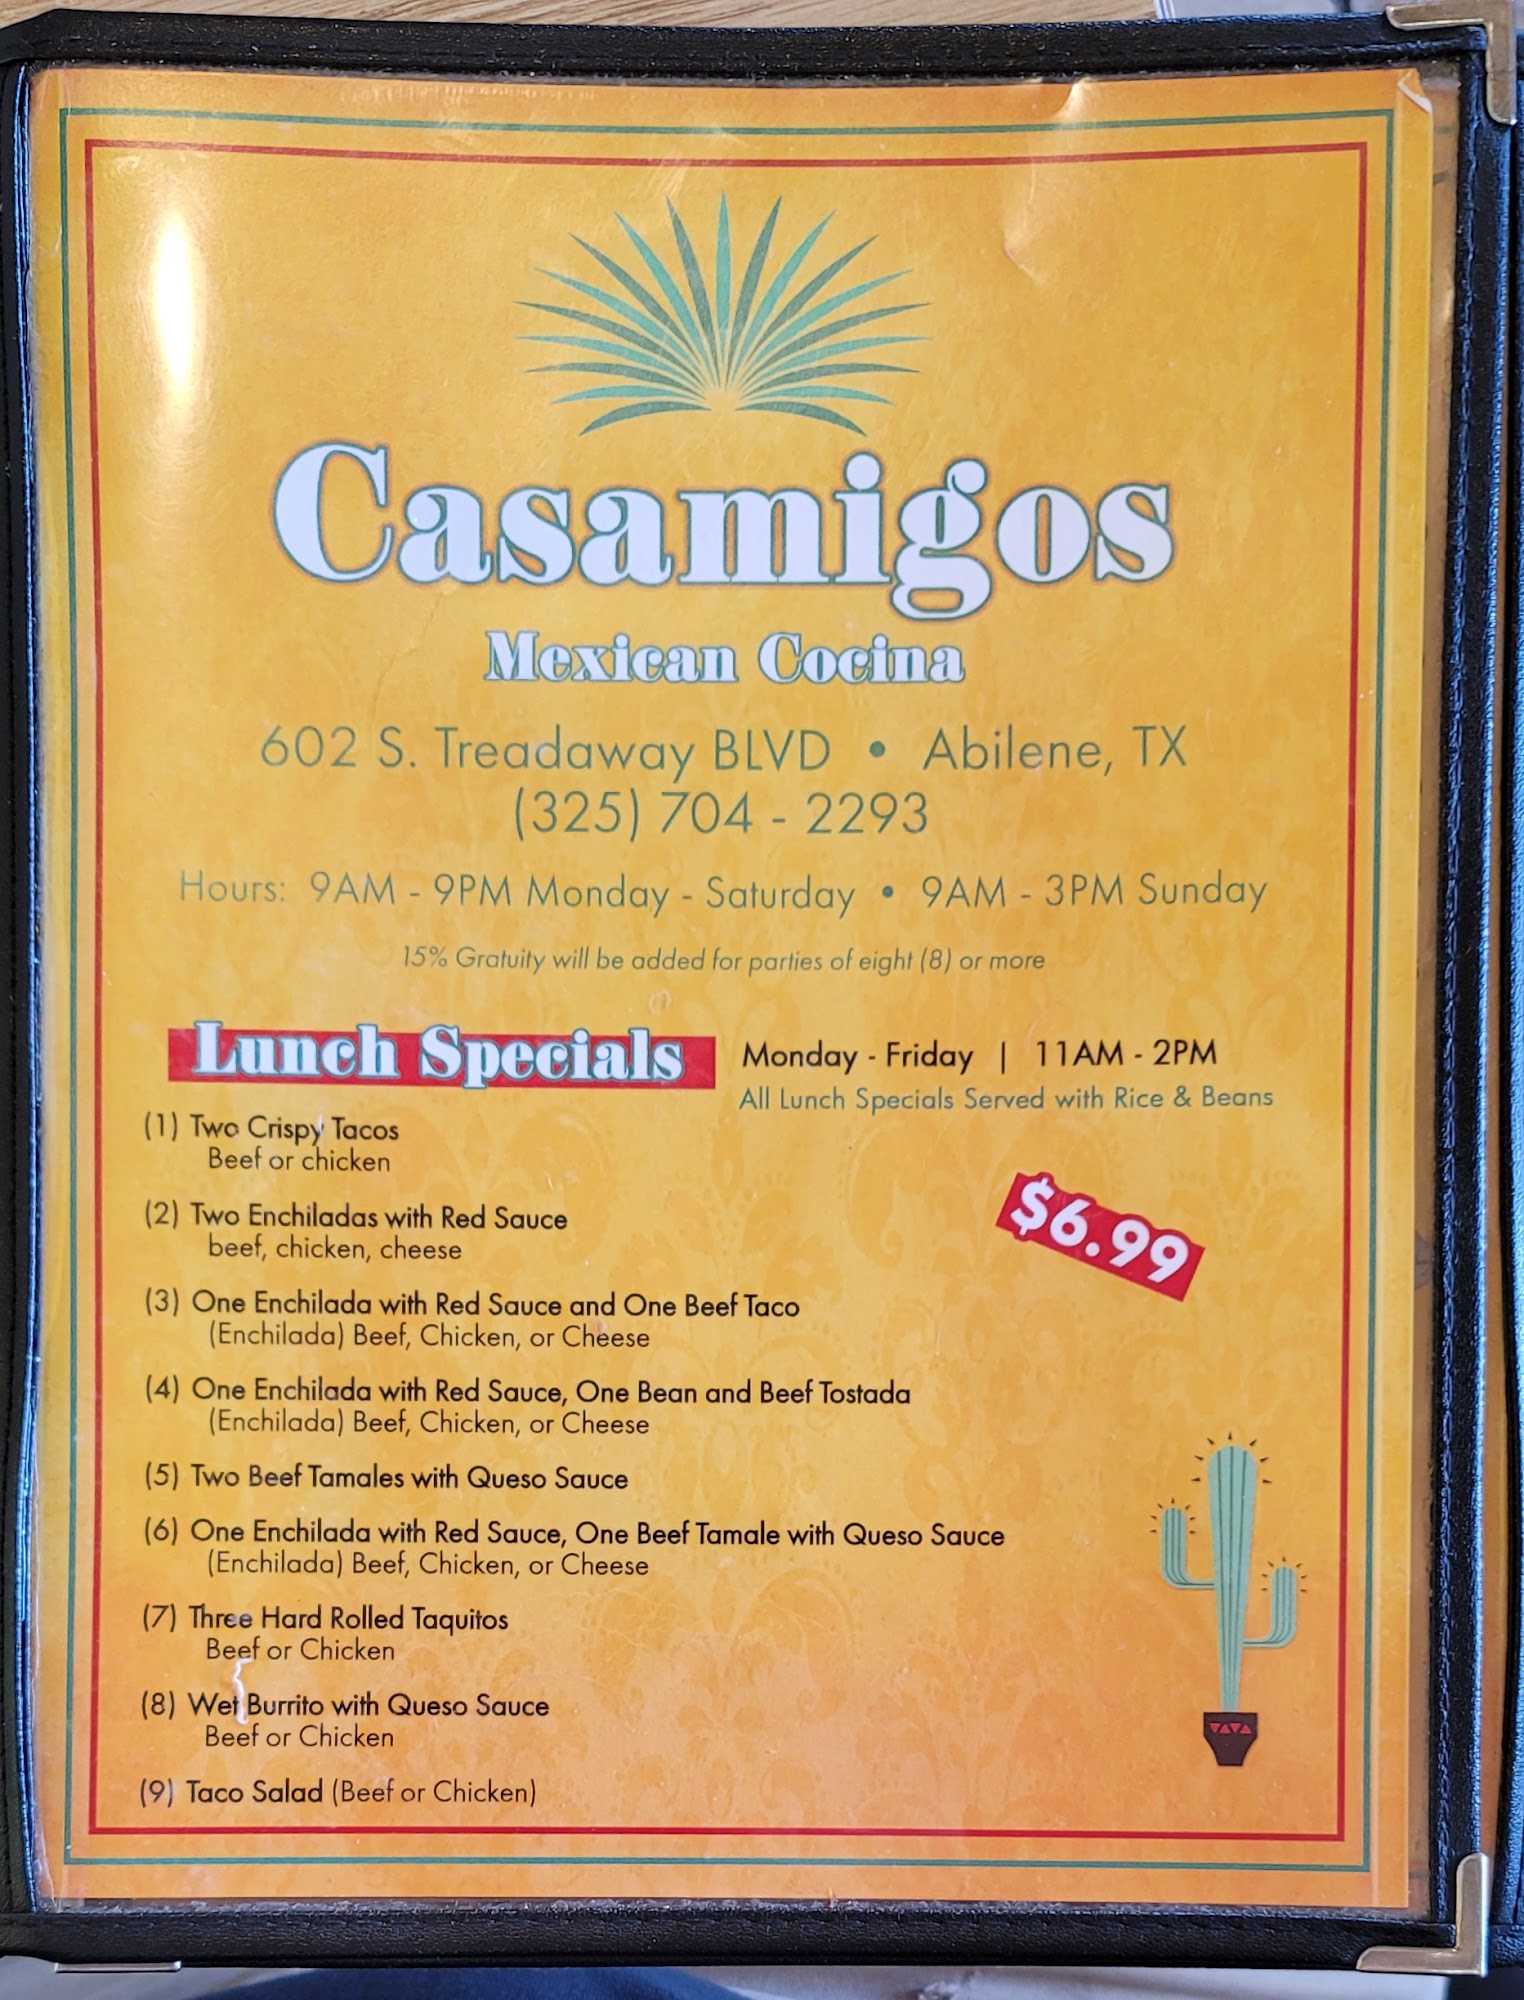 Casamigos
Mexican Cocina
602 S. Treadaway BLVD • Abilene, TX
(325) 704 - 2293
Hours: 9AM - 9PM Monday - Saturday • 9AM - 3PM Sunday
15% Gratuity will be added for parties of eight (8) or more
Lunch Specials Monday - Friday | 11AM - 2PM
All Lunch Specials Served with Rice & Beans
(1) Two Crispy Tacos
Beef or chicken
$6.99
(2) Two Enchiladas with Red Sauce
beef, chicken, cheese
(3) One Enchilada with Red Sauce and One Beef Taco
(Enchilada) Beef, Chicken, or Cheese
(4) One Enchilada with Red Sauce, One Bean and Beef Tostada
(Enchilada) Beef, Chicken, or Cheese
(5) Two Beef Tamales with Queso Sauce
(6) One Enchilada with Red Sauce, One Beef Tamale with Queso Sauce
(Enchilada) Beef, Chicken, or Cheese
(7) Three Hard Rolled Taquitos
Beef or Chicken
(8) Wet Burrito with Queso Sauce
Beef or Chicken
(9) Taco Salad (Beef or Chicken)